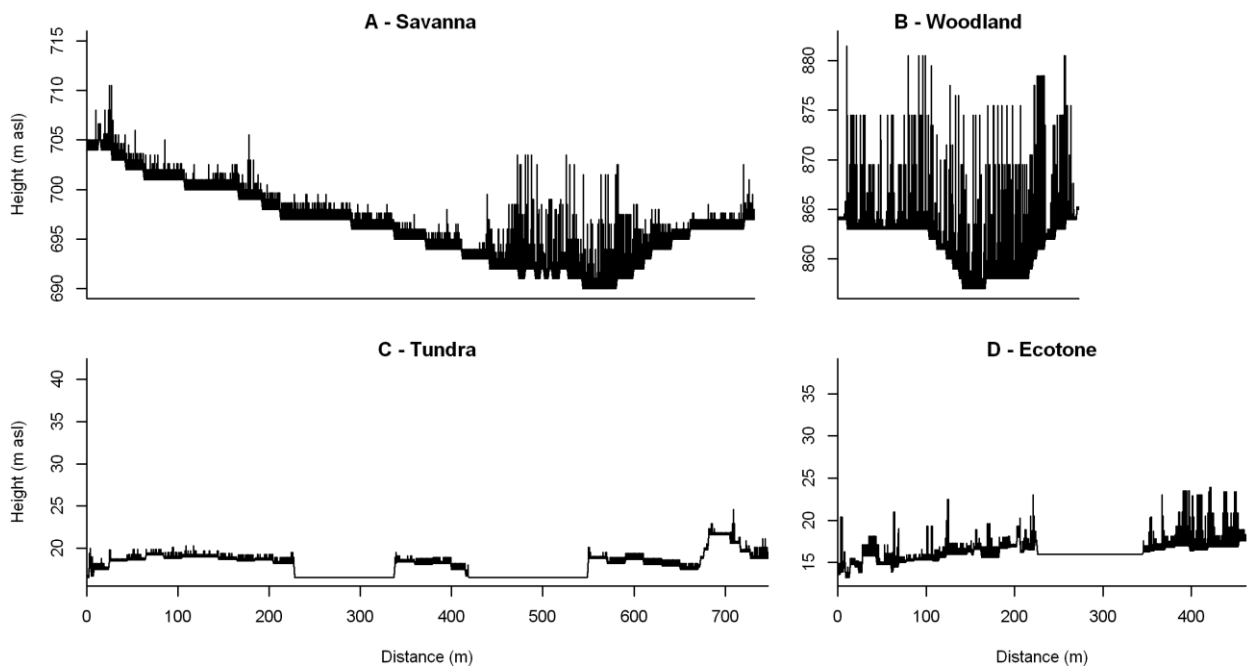 A - Savanna
B - Woodland
Height (m asl)
715
710
705
700
695
690
880
875
870
865
860
C - Tundra
D - Ecotone
Height (m asl)
40
35
30
25
20
35
30
25
20
15
0 100 200 300 400 500 600 700
0 100 200 300 400
Distance (m)
Distance (m)